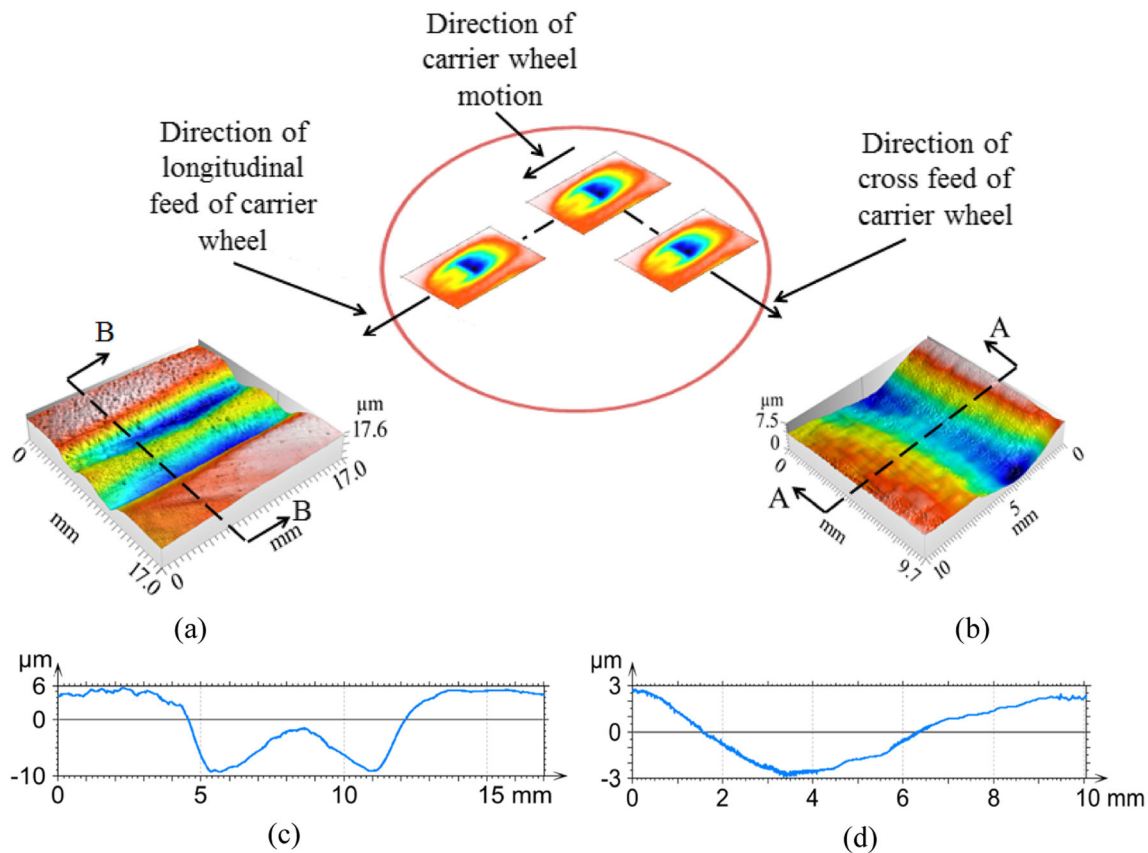 Direction of
carrier wheel
motion
Direction of
longitudinal
feed of carrier
wheel
Direction of
cross feed of
carrier wheel
B
B
0
mm
17.0
0
mm
17.0
µm
17.6
A
A
µm
7.5
0
0
mm
9.7
10
5
mm
0
(a)
(b)
µm
6
0
-10
0
5
10
15 mm
(c)
µm
3
0
-3
0
2
4
6
8
10 mm
(d)